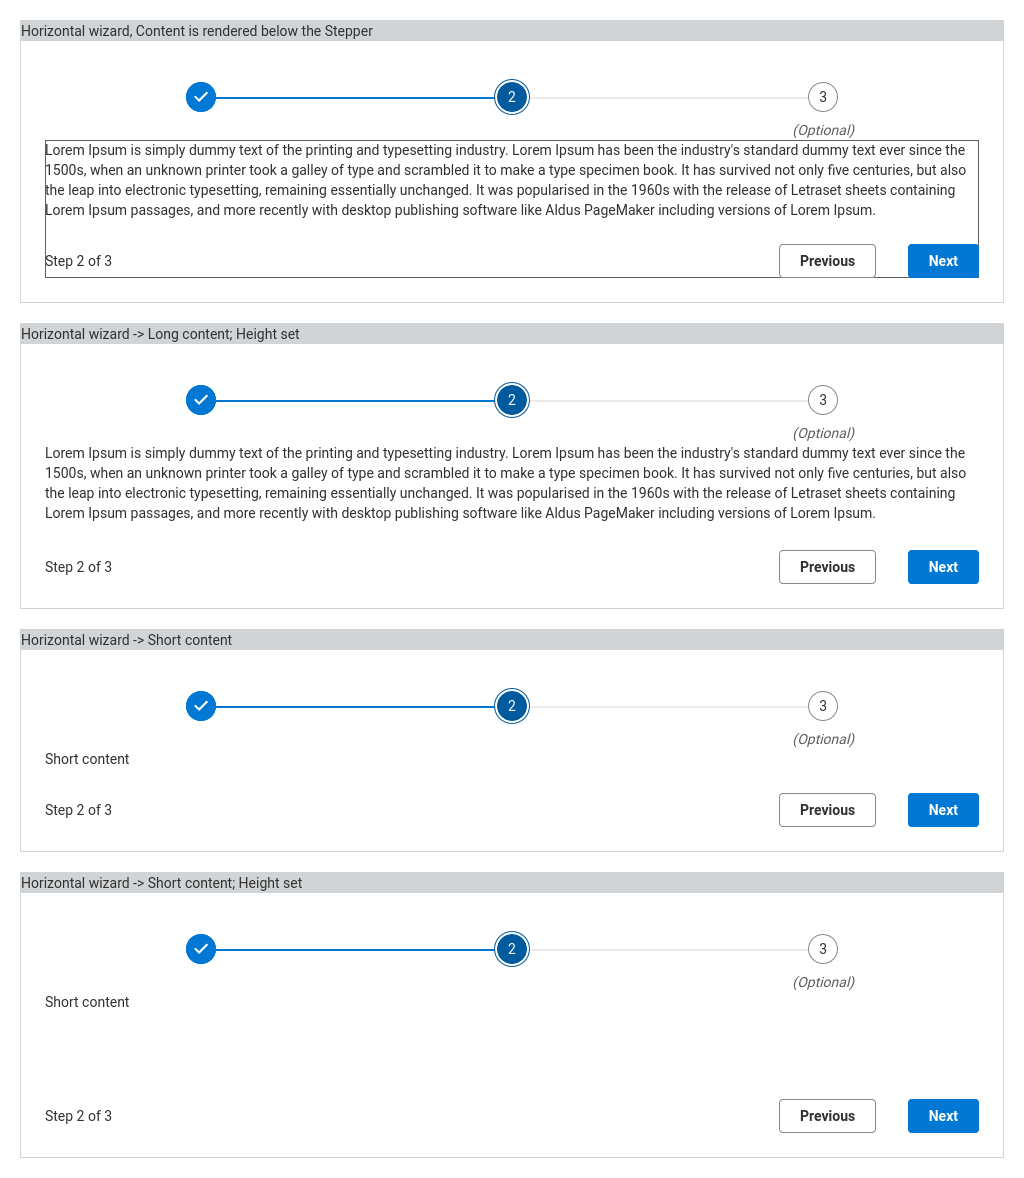 Horizontal wizard, Content is rendered below the Stepper
2
3
(Optional)
Lorem Ipsum is simply dummy text of the printing and typesetting industry. Lorem Ipsum has been the industry's standard dummy text ever since the
1500s, when an unknown printer took a galley of type and scrambled it to make a type specimen book. It has survived not only five centuries, but also
the leap into electronic typesetting, remaining essentially unchanged. It was popularised in the 1960s with the release of Letraset sheets containing
Lorem Ipsum passages, and more recently with desktop publishing software like Aldus PageMaker including versions of Lorem Ipsum.
Step 2 of 3
Previous
Next
Horizontal wizard -> Long content; Height set
2
3
(Optional)
Lorem Ipsum is simply dummy text of the printing and typesetting industry. Lorem Ipsum has been the industry's standard dummy text ever since the
1500s, when an unknown printer took a galley of type and scrambled it to make a type specimen book. It has survived not only five centuries, but also
the leap into electronic typesetting, remaining essentially unchanged. It was popularised in the 1960s with the release of Letraset sheets containing
Lorem Ipsum passages, and more recently with desktop publishing software like Aldus PageMaker including versions of Lorem Ipsum.
Step 2 of 3
Previous
Next
Horizontal wizard -> Short content
2
3
(Optional)
Short content
Step 2 of 3
Previous
Next
Horizontal wizard -> Short content; Height set
2
3
(Optional)
Short content
Step 2 of 3
Previous
Next